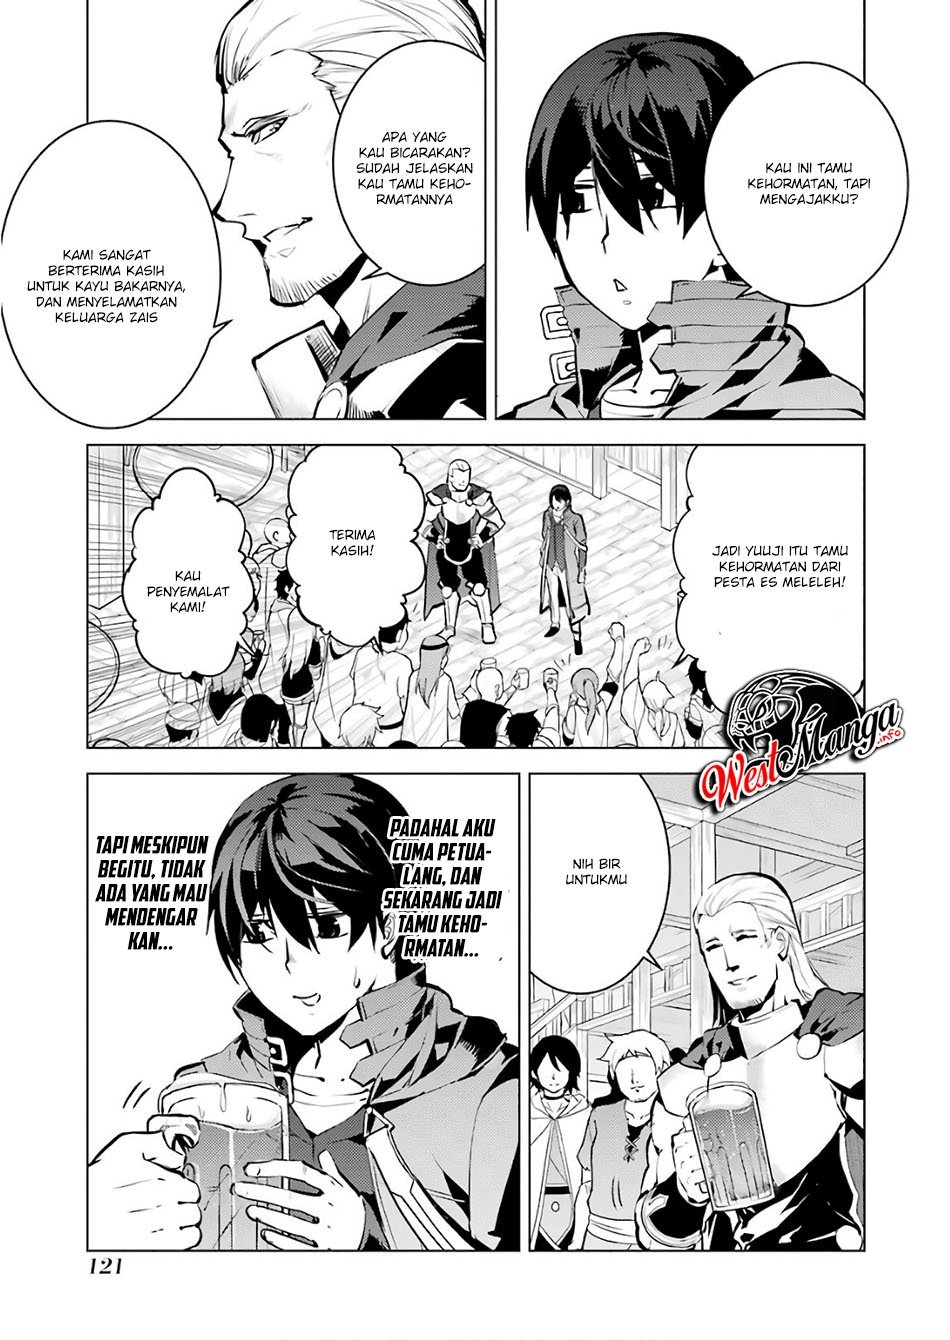 KAU INI TAMU
KEHORMATAN, TAPI
MENGAJAKKU?
APA YANG
KAU BICARAKAN?
SUDAH JELASKAN
KAU TAMU KEHO-
RMATANNYA
KAMI SANGAT
BERTERIMA KASIH
UNTUK KAYU BAKARNYA,
DAN MENYELAMATKAN
KELUARGA ZAIS
JADI YUUJI ITU TAMU
KEHORMATAN DARI
PESTA ES MELELEH!
TERIMA
KASIH!
KAU
PENYEMALAT
KAMI!
WESTMANGA
.info
NIH BIR
UNTUKMU
PADAHAL AKU
CUMA PETUA-
LANG, DAN
SEKARANG JADI
TAMU KEHO-
RMATAN...
TAPI MESKIPUN
BEGITU, TIDAK
ADA YANG MAU
MENDENGAR
KAN...
121